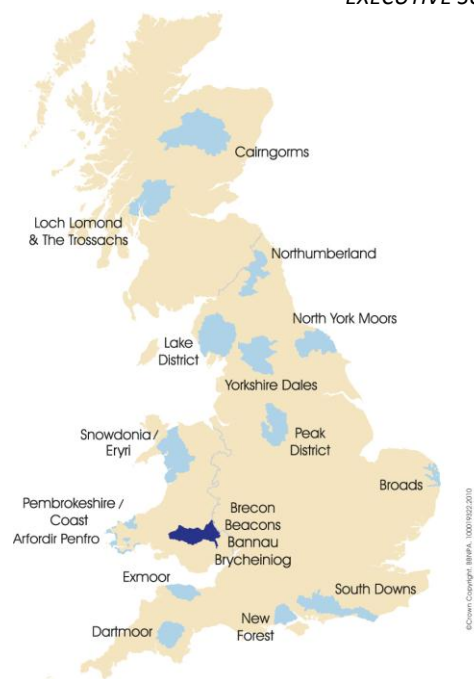 Cairngorms
Loch Lomond
& The Trossachs
Northumberland
North York Moors
Lake
District
Yorkshire Dales
Peak
District
Snowdonia /
Eryri
Broads
Pembrokeshire /
Coast
Arfordir Penfro
Brecon
Beacons
Bannau
Brycheiniog
Exmoor
South Downs
New
Forest
Dartmoor